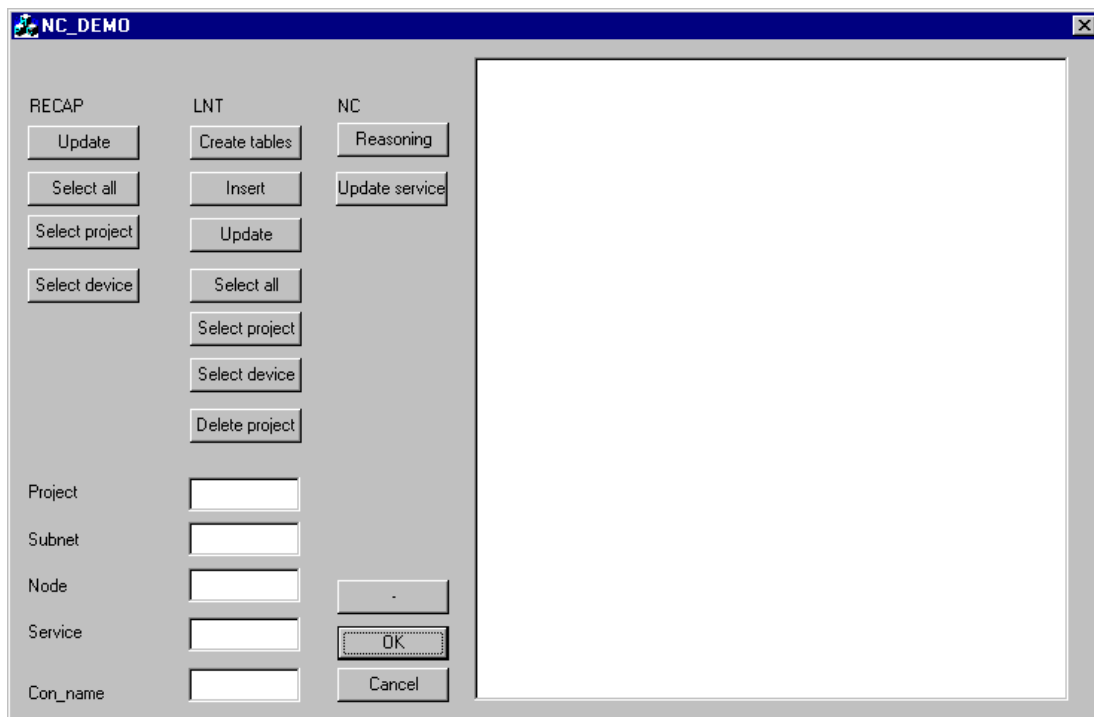 NC_DEMO
RECAP LNT NC
Update Create tables Reasoning
Select all Insert Update service
Select project Update
Select device Select all
Select project
Select device
Delete project
Project
Subnet
Node -
Service OK
Con_name Cancel